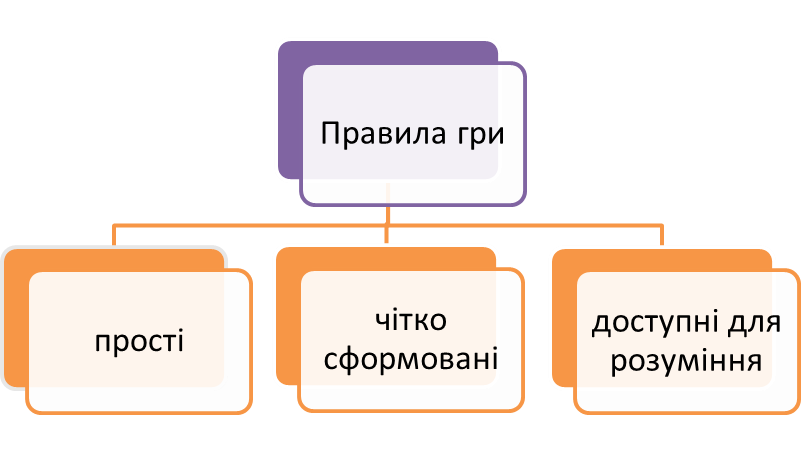 Правила гри
прості
чітко
сформовані
доступні для
розуміння